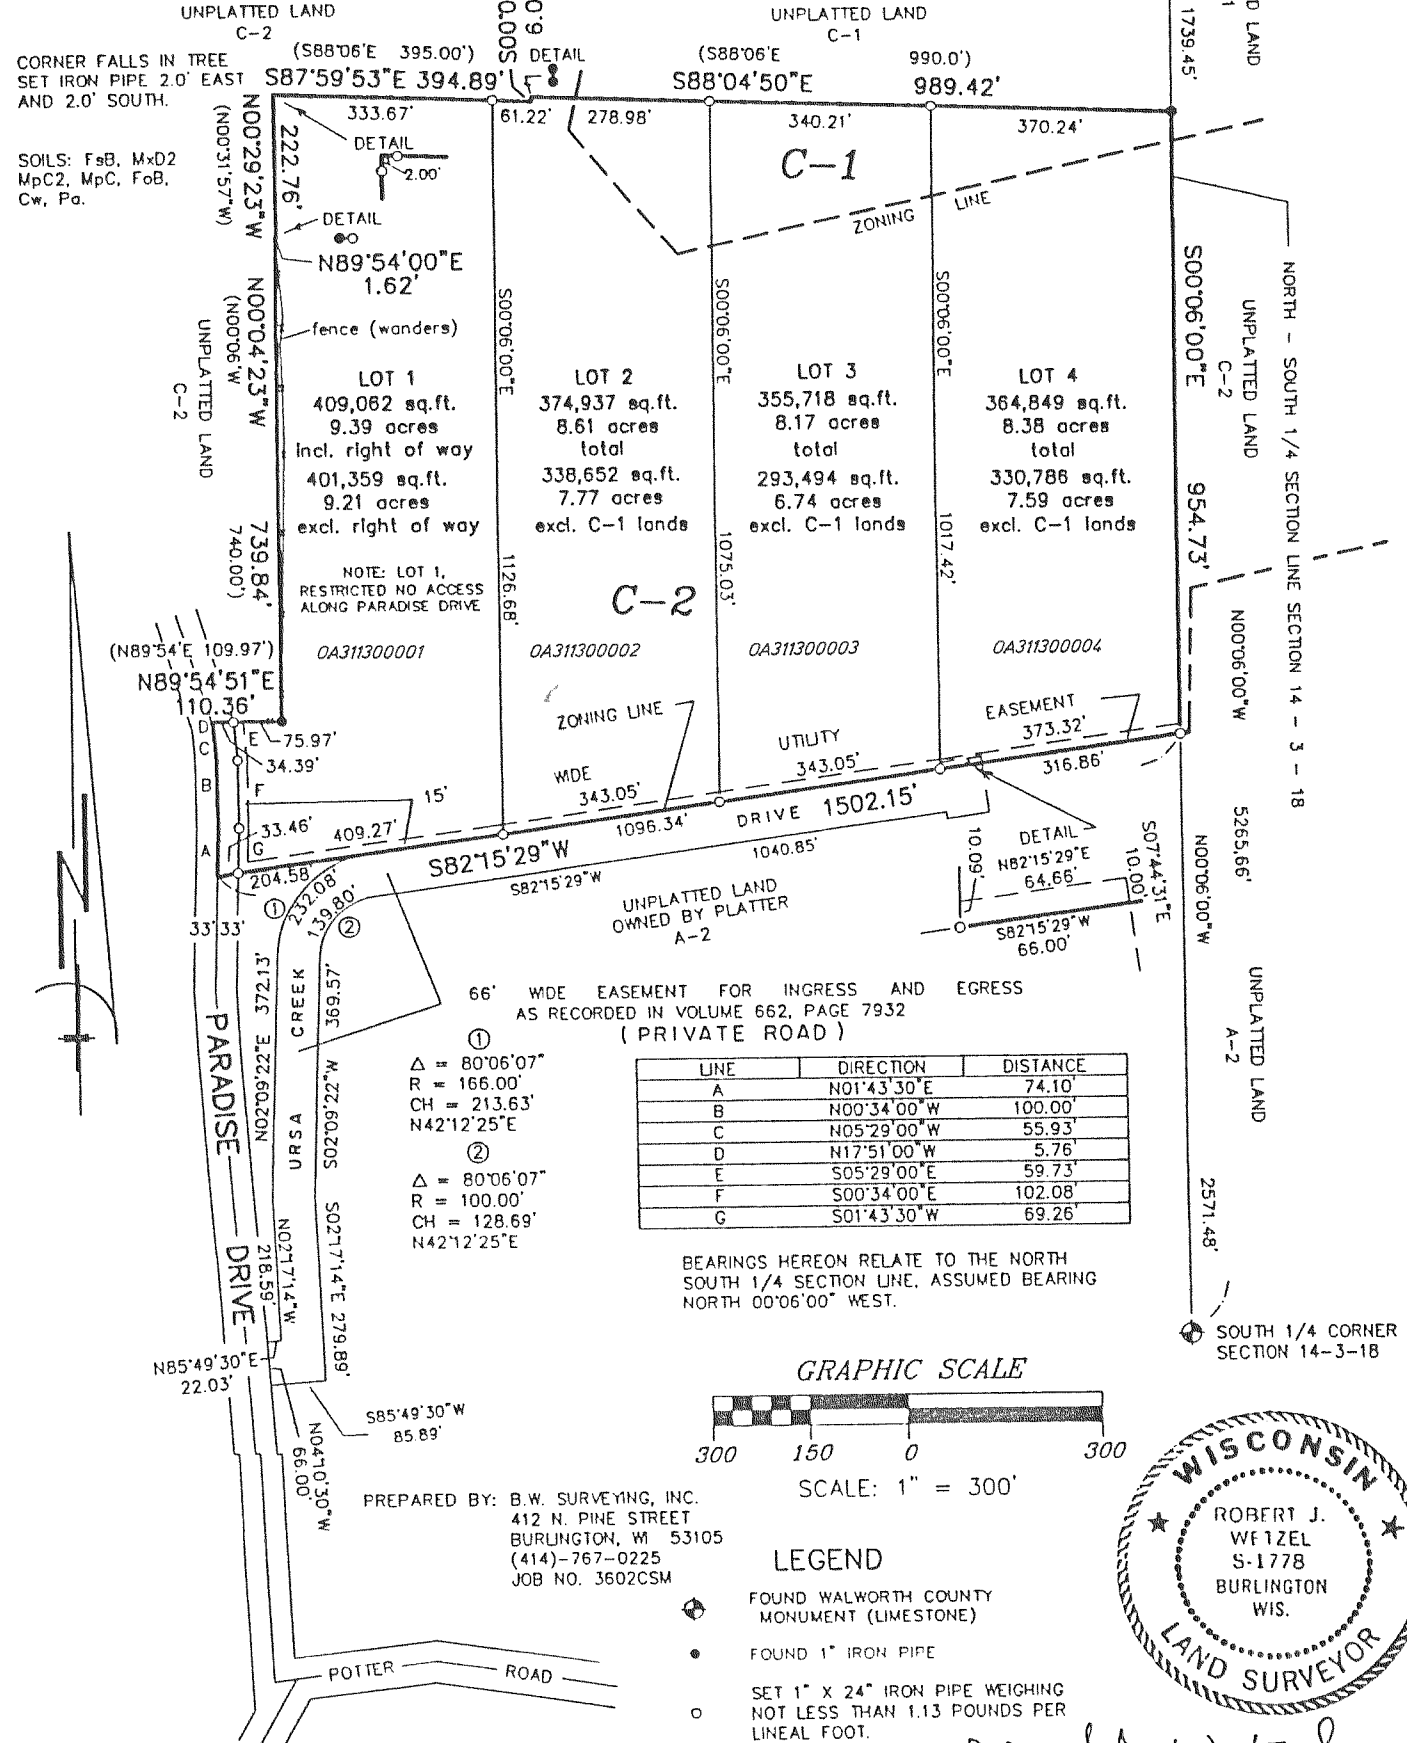 UNPLATTED LAND
C-2
UNPLATTED LAND
C-1
1739.45'
CORNER FALLS IN TREE
SET IRON PIPE 2.0' EAST
AND 2.0' SOUTH.
(S88°06'E 395.00')
S87°59'53"E 394.89'
DETAIL
(S88°06'E 990.0')
S88°04'50"E 989.42'
333.67'
61.22'
278.98'
340.21'
370.24'
SOILS: FsB, MxD2
MpC2, MpC, FoB,
Cw, Pa.
N00°29'23"W 222.76'
(N00°31'57"W)
DETAIL
2.00'
DETAIL
N89°54'00"E
1.62'
C-1
ZONING LINE
fence (wanders)
N00°04'23"W 739.84'
(N00°06'W 740.00')
UNPLATTED LAND
C-2
S00°06'00"E 1126.68'
S00°06'00"E 1075.03'
S00°06'00"E 1017.42'
S00°06'00"E 954.73'
UNPLATTED LAND
C-2
NORTH - SOUTH 1/4 SECTION LINE SECTION 14 - 3 - 18
LOT 1
409,062 sq.ft.
9.39 acres
incl. right of way
401,359 sq.ft.
9.21 acres
excl. right of way
LOT 2
374,937 sq.ft.
8.61 acres
total
338,652 sq.ft.
7.77 acres
excl. C-1 lands
LOT 3
355,718 sq.ft.
8.17 acres
total
293,494 sq.ft.
6.74 acres
excl. C-1 lands
LOT 4
364,849 sq.ft.
8.38 acres
total
330,786 sq.ft.
7.59 acres
excl. C-1 lands
NOTE: LOT 1,
RESTRICTED NO ACCESS
ALONG PARADISE DRIVE
C-2
0A311300001
0A311300002
0A311300003
0A311300004
(N89°54'E 109.97')
N89°54'51"E
110.36'
75.97'
34.39'
D
C
B
A
E
F
G
33.46'
15'
409.27'
204.58'
ZONING LINE
WIDE
UTILITY
EASEMENT
343.05'
343.05'
373.32'
S82°15'29"W
1096.34'
DRIVE
1502.15'
316.86'
S82°15'29"W
1040.85'
N00°06'00"W
5265.66'
N00°06'00"W
2571.48'
UNPLATTED LAND
OWNED BY PLATTER
A-2
10.09'
DETAIL
N82°15'29"E
64.66'
S07°44'31"E
10.00'
S82°15'29"W
66.00'
33' 33'
①
232.08'
139.80'
②
N02°09'22"E 372.13'
CREEK
URSA
S02°09'22"W 369.57'
PARADISE
DRIVE
N02°17'14"W
218.59'
S02°17'14"E 279.89'
N85°49'30"E
22.03'
S85°49'30"W
85.89'
N04°10'30"W
66.00'
UNPLATTED LAND
A-2
66' WIDE EASEMENT FOR INGRESS AND EGRESS
AS RECORDED IN VOLUME 662, PAGE 7932
(PRIVATE ROAD)
①
Δ = 80°06'07"
R = 166.00'
CH = 213.63'
N42°12'25"E
②
Δ = 80°06'07"
R = 100.00'
CH = 128.69'
N42°12'25"E
LINE DIRECTION DISTANCE
A N01°43'30"E 74.10'
B N00°34'00"W 100.00'
C N05°29'00"W 55.93'
D N17°51'00"W 5.76'
E S05°29'00"E 59.73'
F S00°34'00"E 102.08'
G S01°43'30"W 69.26'
BEARINGS HEREON RELATE TO THE NORTH
SOUTH 1/4 SECTION LINE, ASSUMED BEARING
NORTH 00°06'00" WEST.
SOUTH 1/4 CORNER
SECTION 14-3-18
GRAPHIC SCALE
300 150 0 300
SCALE: 1" = 300'
PREPARED BY: B.W. SURVEYING, INC.
412 N. PINE STREET
BURLINGTON, WI 53105
(414)-767-0225
JOB NO. 3602CSM
LEGEND
FOUND WALWORTH COUNTY
MONUMENT (LIMESTONE)
FOUND 1" IRON PIPE
SET 1" X 24" IRON PIPE WEIGHING
NOT LESS THAN 1.13 POUNDS PER
LINEAL FOOT.
POTTER ROAD
WISCONSIN
ROBERT J.
WETZEL
S-1778
BURLINGTON
WIS.
LAND SURVEYOR